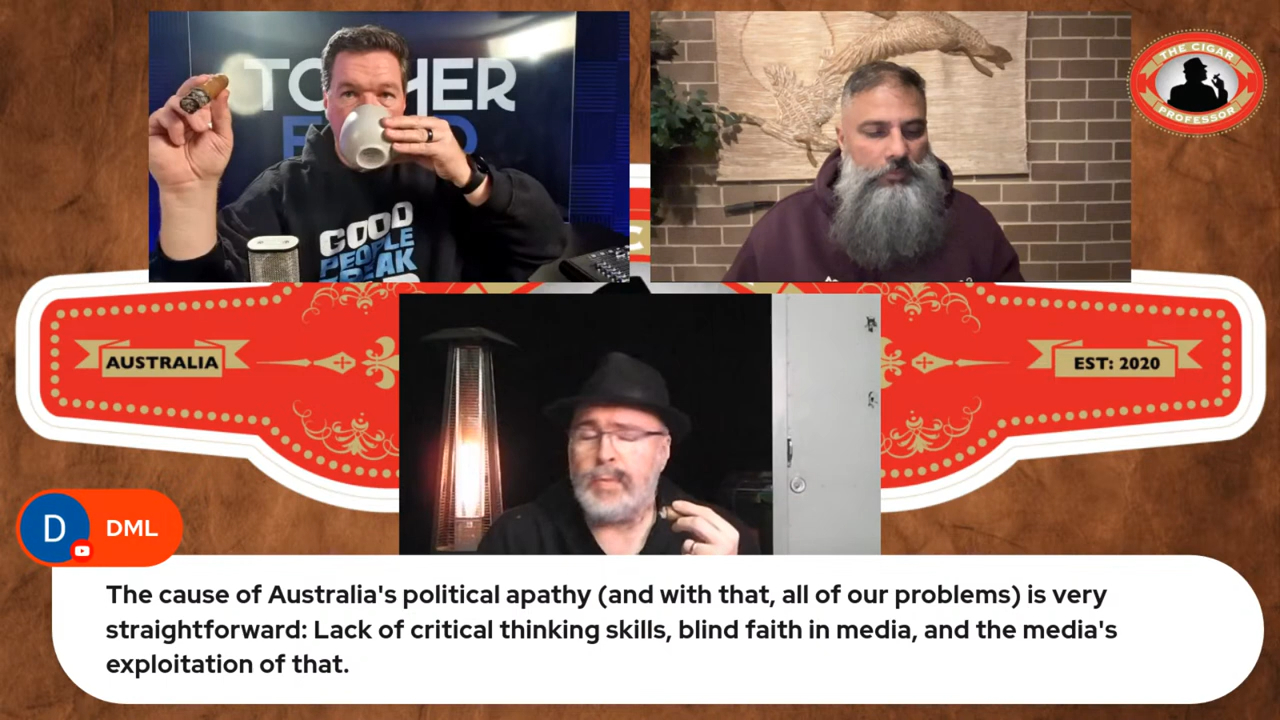 GOOD
PEOPLE
THE CIGAR
PROFESSOR
AUSTRALIA
EST: 2020
D
DML
The cause of Australia's political apathy (and with that, all of our problems) is very
straightforward: Lack of critical thinking skills, blind faith in media, and the media's
exploitation of that.